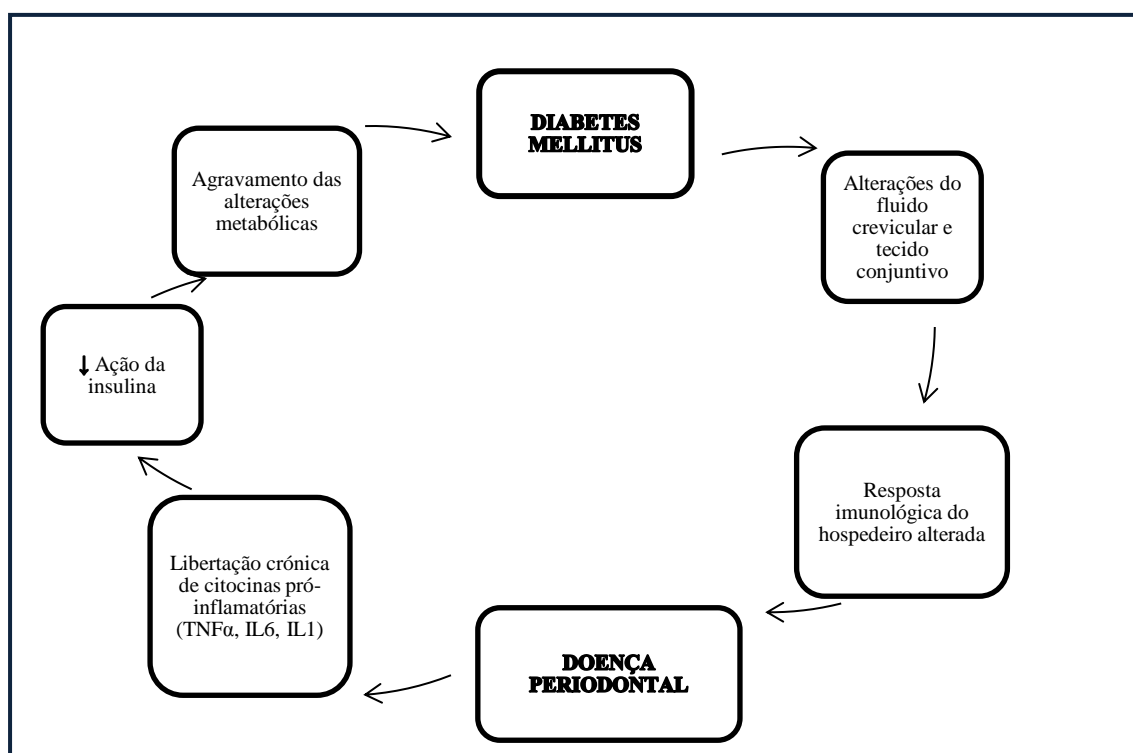 DIABETES
MELLITUS
Alterações do
fluido
crevicular e
tecido
conjuntivo
Resposta
imunológica do
hospedeiro alterada
DOENÇA
PERIODONTAL
Libertação crónica
de citocinas pró-
inflamatórias
(TNFα, IL6, IL1)
↓ Ação da
insulina
Agravamento das
alterações
metabólicas